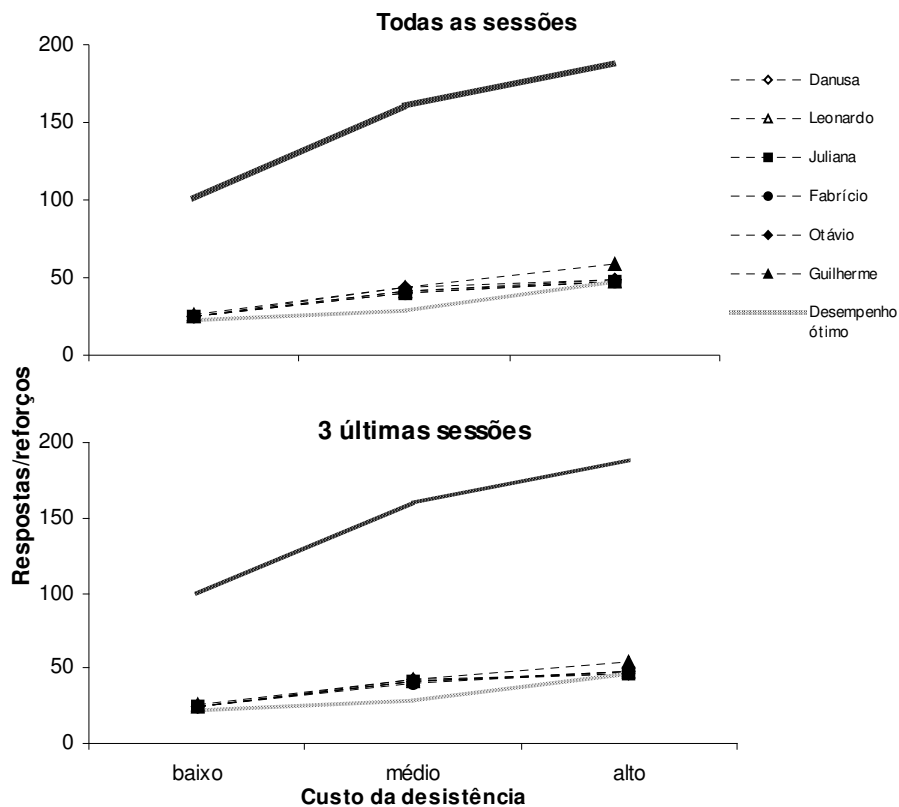 Todas as sessões
200
150
100
50
0
Danusa
Leonardo
Juliana
Fabrício
Otávio
Guilherme
Desempenho
ótimo
Respostas/reforços
3 últimas sessões
200
150
100
50
0
baixo médio alto
Custo da desistência